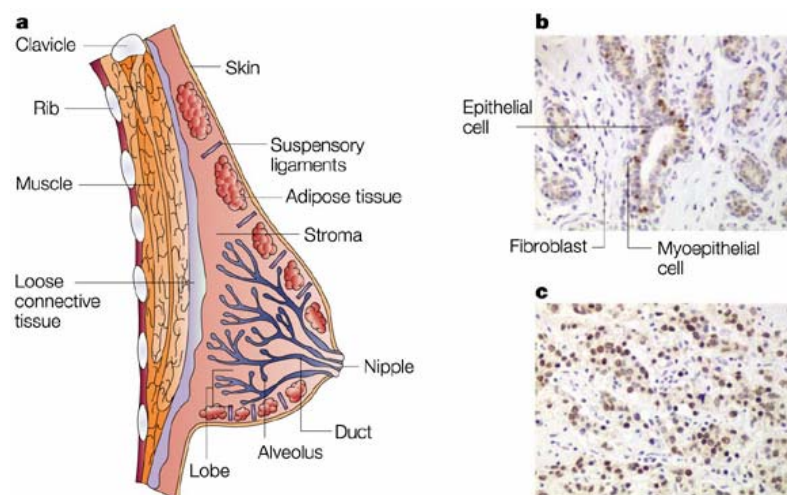 a
Clavicle
Rib
Muscle
Loose
connective
tissue
Skin
Suspensory
ligaments
Adipose tissue
Stroma
Nipple
Duct
Alveolus
Lobe
b
Epithelial
cell
Fibroblast
Myoepithelial
cell
c